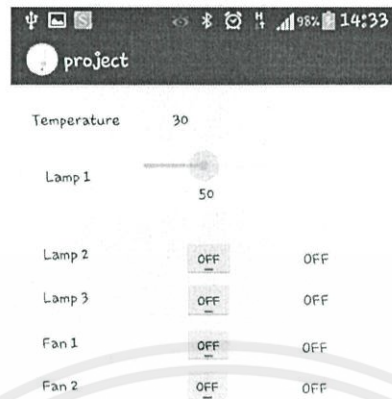 98% 14:33
project
Temperature 30
Lamp 1
50
Lamp 2 OFF OFF
Lamp 3 OFF OFF
Fan 1 OFF OFF
Fan 2 OFF OFF